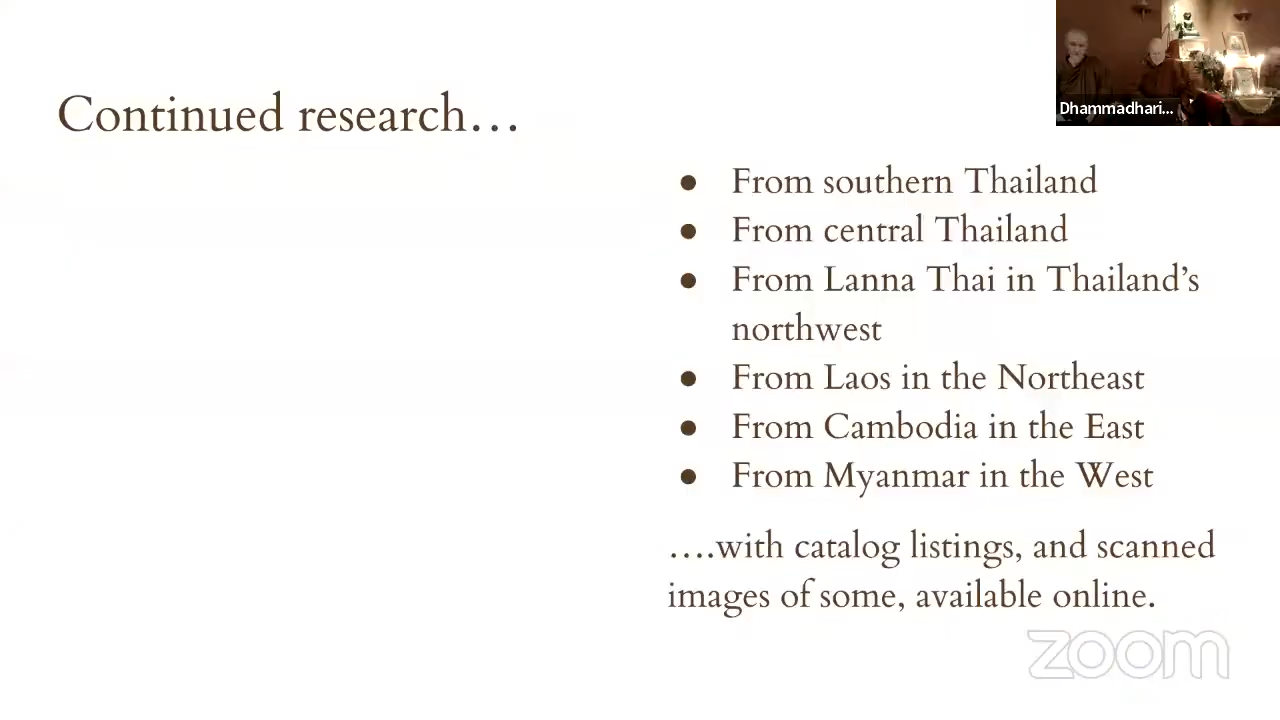 Continued research…
Dhammadhari...
● From southern Thailand
● From central Thailand
● From Lanna Thai in Thailand’s
northwest
● From Laos in the Northeast
● From Cambodia in the East
● From Myanmar in the West
….with catalog listings, and scanned
images of some, available online.
zoom